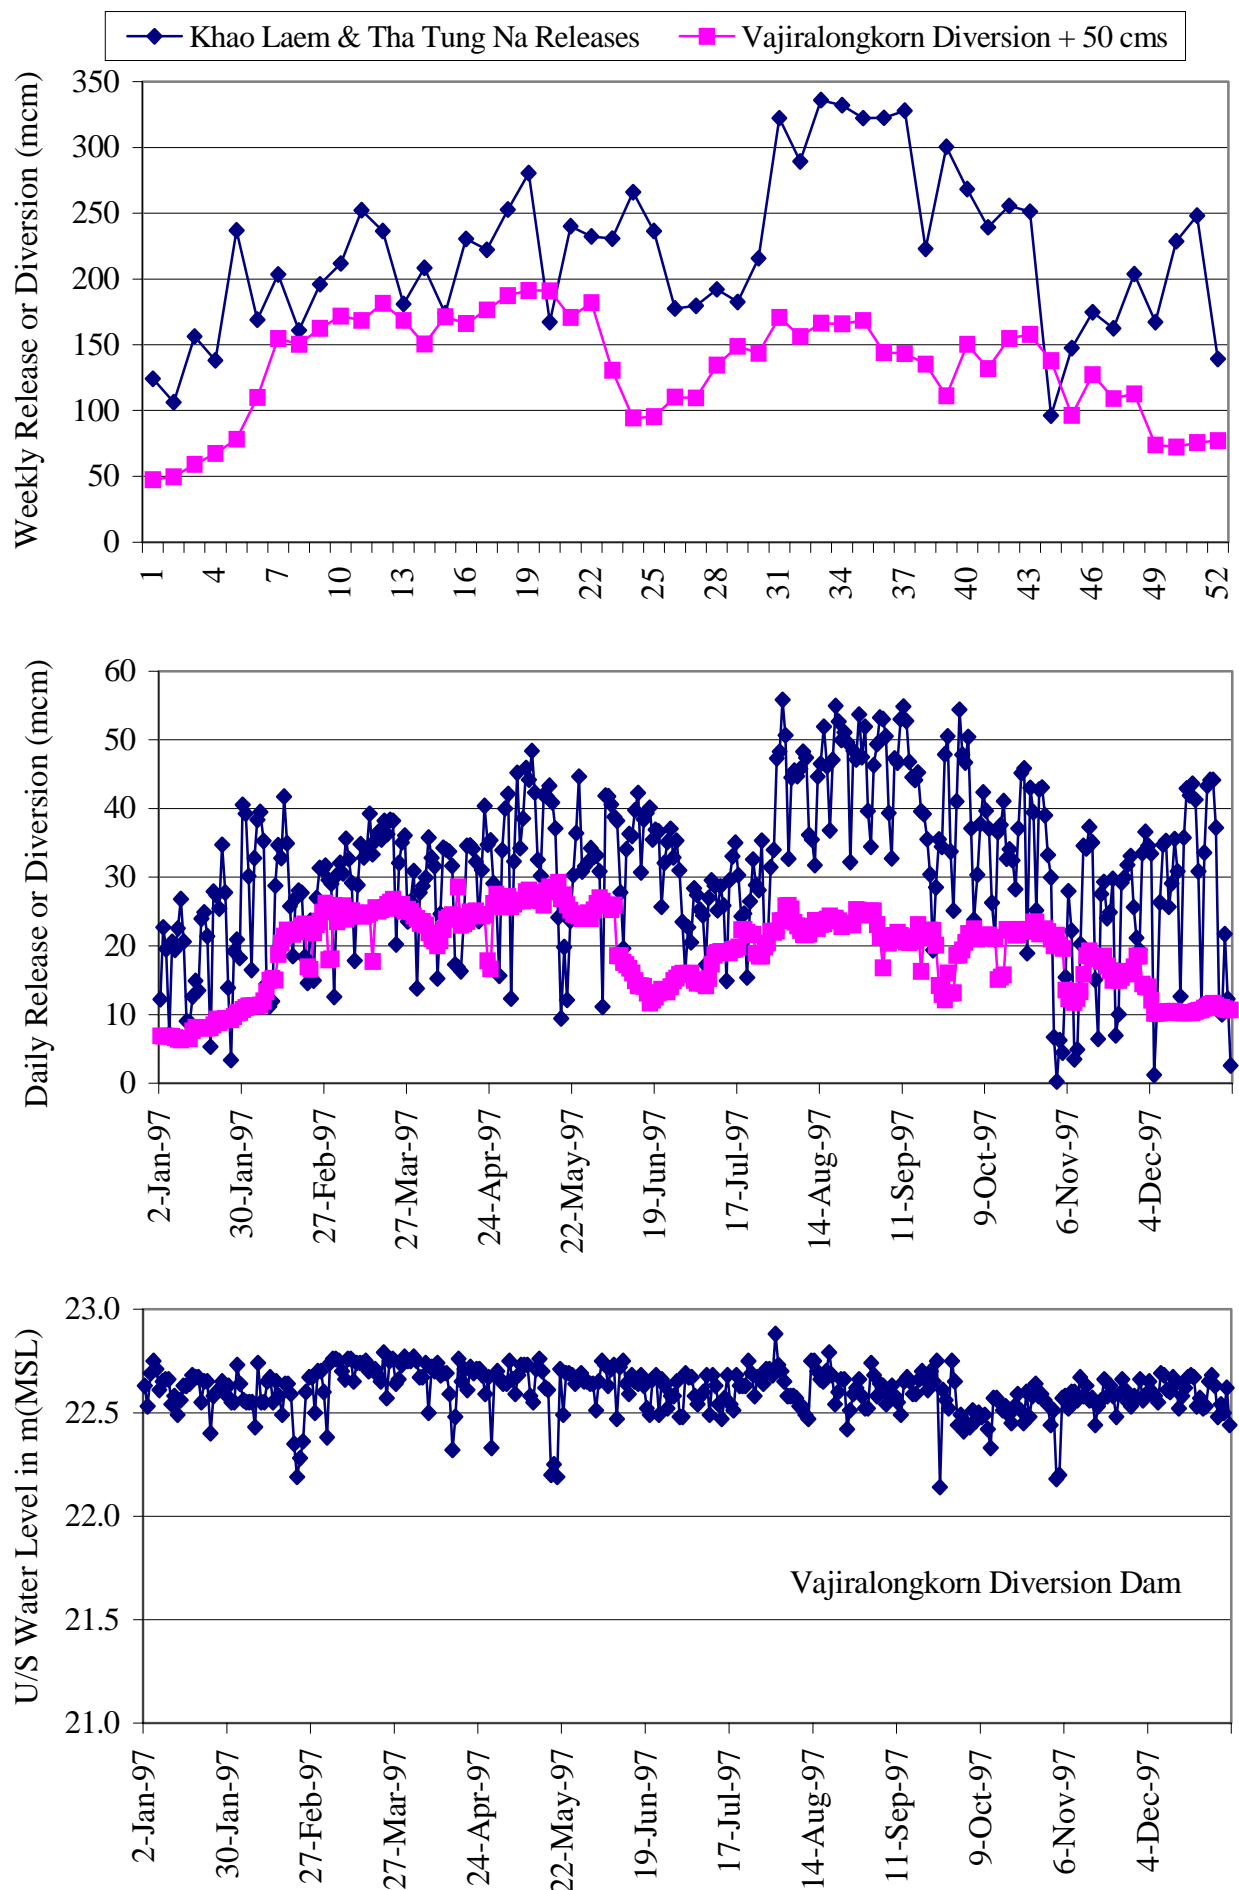 Khao Laem & Tha Tung Na Releases Vajiralongkorn Diversion + 50 cms
Weekly Release or Diversion (mcm)
350
300
250
200
150
100
50
0
1 4 7 10 13 16 19 22 25 28 31 34 37 40 43 46 49 52
Daily Release or Diversion (mcm)
60
50
40
30
20
10
0
2-Jan-97 30-Jan-97 27-Feb-97 27-Mar-97 24-Apr-97 22-May-97 19-Jun-97 17-Jul-97 14-Aug-97 11-Sep-97 9-Oct-97 6-Nov-97 4-Dec-97
U/S Water Level in m(MSL)
23.0
22.5
22.0
21.5
21.0
Vajiralongkorn Diversion Dam
2-Jan-97 30-Jan-97 27-Feb-97 27-Mar-97 24-Apr-97 22-May-97 19-Jun-97 17-Jul-97 14-Aug-97 11-Sep-97 9-Oct-97 6-Nov-97 4-Dec-97